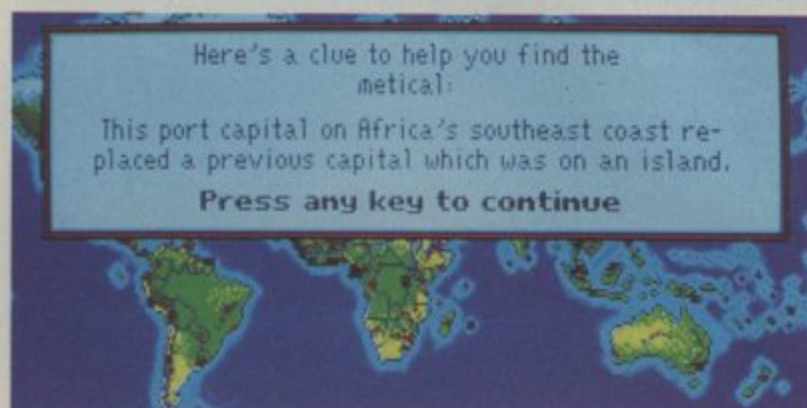 Here's a clue to help you find the
metical:
This port capital on Africa's southeast coast re-
placed a previous capital which was on an island.
Press any key to continue